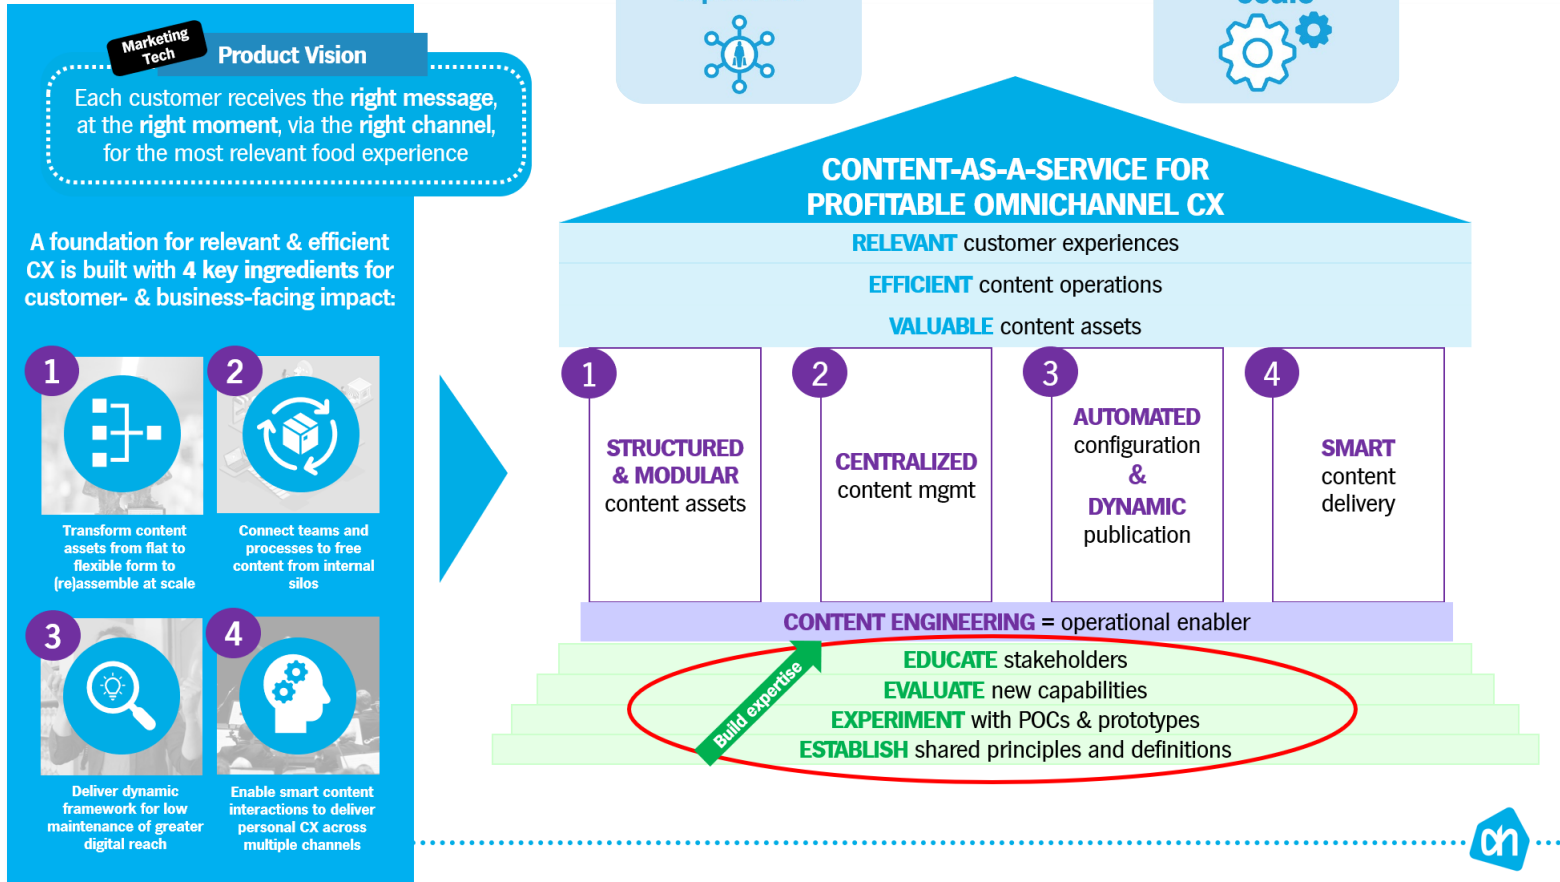 Marketing
Tech
Product Vision
Each customer receives the right message,
at the right moment, via the right channel,
for the most relevant food experience
A foundation for relevant & efficient
CX is built with 4 key ingredients for
customer- & business-facing impact:
1
2
Transform content
assets from flat to
flexible form to
(re)assemble at scale
Connect teams and
processes to free
content from internal
silos
3
4
Deliver dynamic
framework for low
maintenance of greater
digital reach
Enable smart content
interactions to deliver
personal CX across
multiple channels
CONTENT-AS-A-SERVICE FOR
PROFITABLE OMNICHANNEL CX
RELEVANT customer experiences
EFFICIENT content operations
VALUABLE content assets
1
STRUCTURED
& MODULAR
content assets
2
CENTRALIZED
content mgmt
3
AUTOMATED
configuration
&
DYNAMIC
publication
4
SMART
content
delivery
CONTENT ENGINEERING = operational enabler
Build expertise
EDUCATE stakeholders
EVALUATE new capabilities
EXPERIMENT with POCs & prototypes
ESTABLISH shared principles and definitions
ah